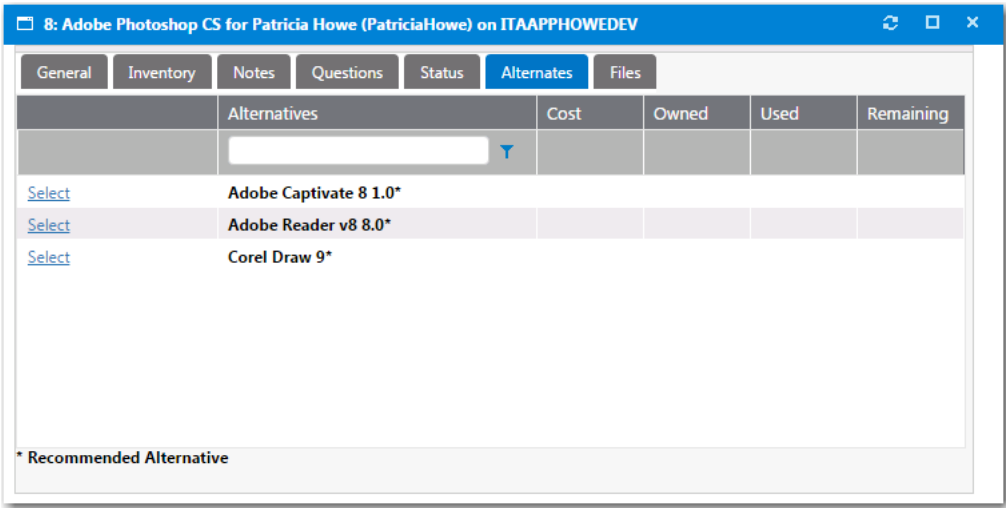 8: Adobe Photoshop CS for Patricia Howe (PatriciaHowe) on ITAAPPHOWEDEV
General Inventory Notes Questions Status Alternates Files
Alternatives Cost Owned Used Remaining
Select Adobe Captivate 8 1.0*
Select Adobe Reader v8 8.0*
Select Corel Draw 9*
* Recommended Alternative